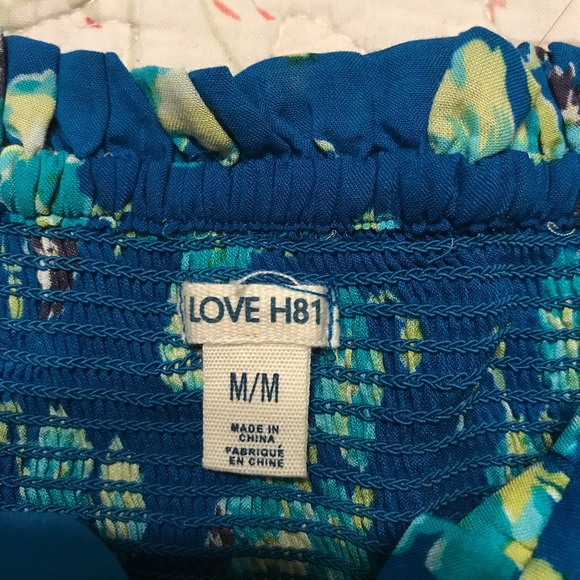 LOVE H81
M/M
MADE IN
CHINA
FABRIQUÉ
EN CHINE